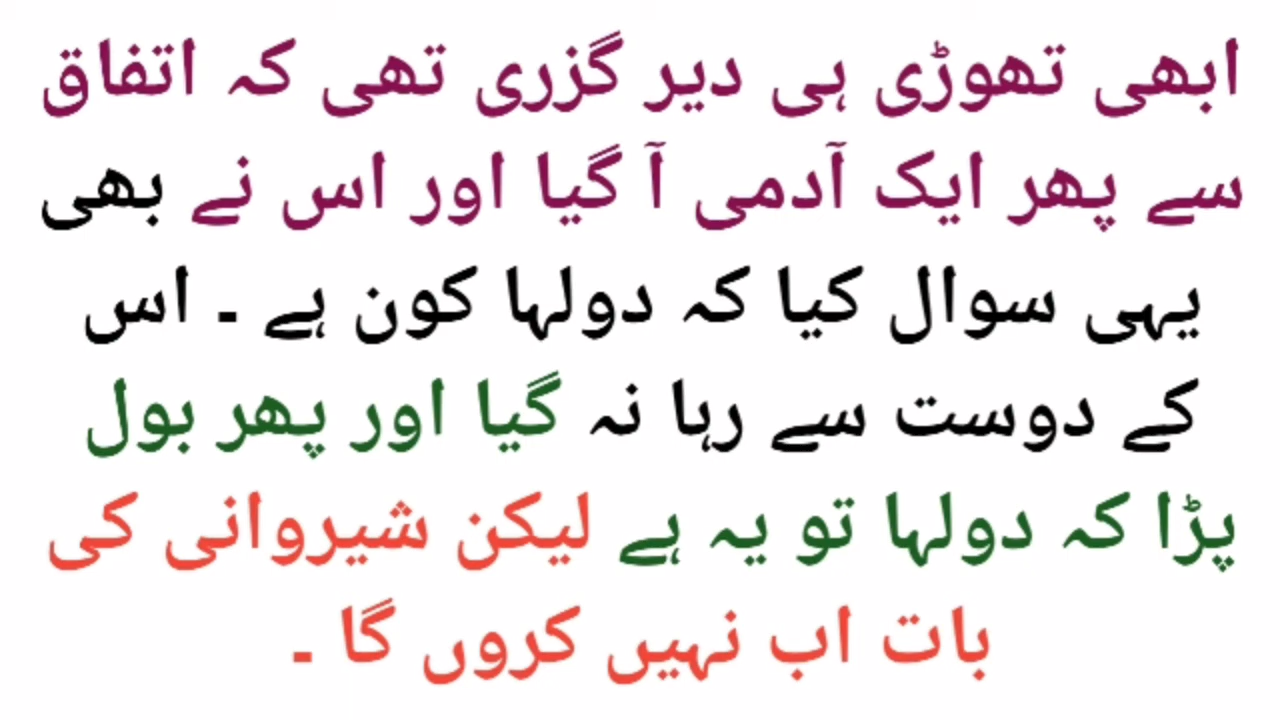 ابھی تھوڑی ہی دیر گزری تھی کہ اتفاق
سے پھر ایک آدمی آ گیا اور اس نے بھی
یہی سوال کیا کہ دولہا کون ہے ۔ اس
کے دوست سے رہا نہ گیا اور پھر بول
پڑا کہ دولہا تو یہ ہے لیکن شیروانی کی
بات اب نہیں کروں گا ۔